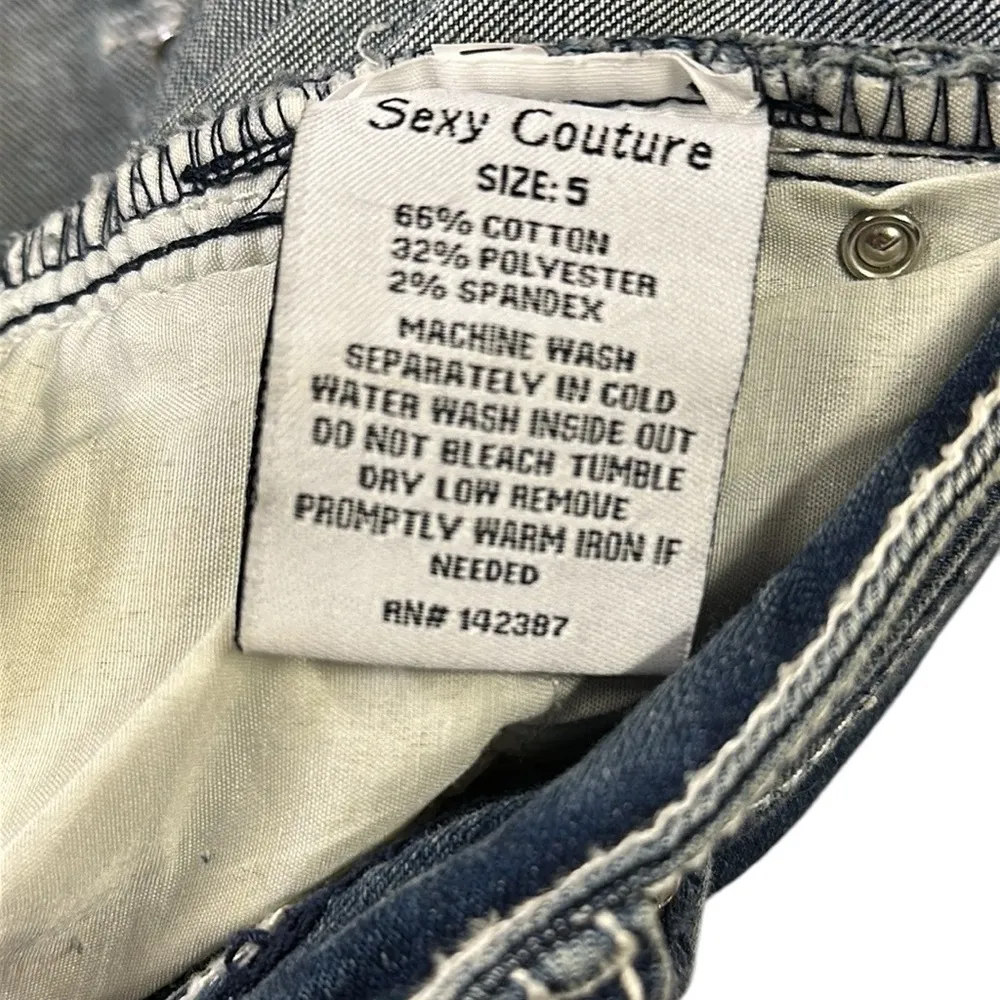 Sexy Couture
SIZE: 5
66% COTTON
32% POLYESTER
2% SPANDEX
MACHINE WASH
SEPARATELY IN COLD
WATER WASH INSIDE OUT
DO NOT BLEACH TUMBLE
DRY LOW REMOVE
PROMPTLY WARM IRON IF
NEEDED
RN# 142387